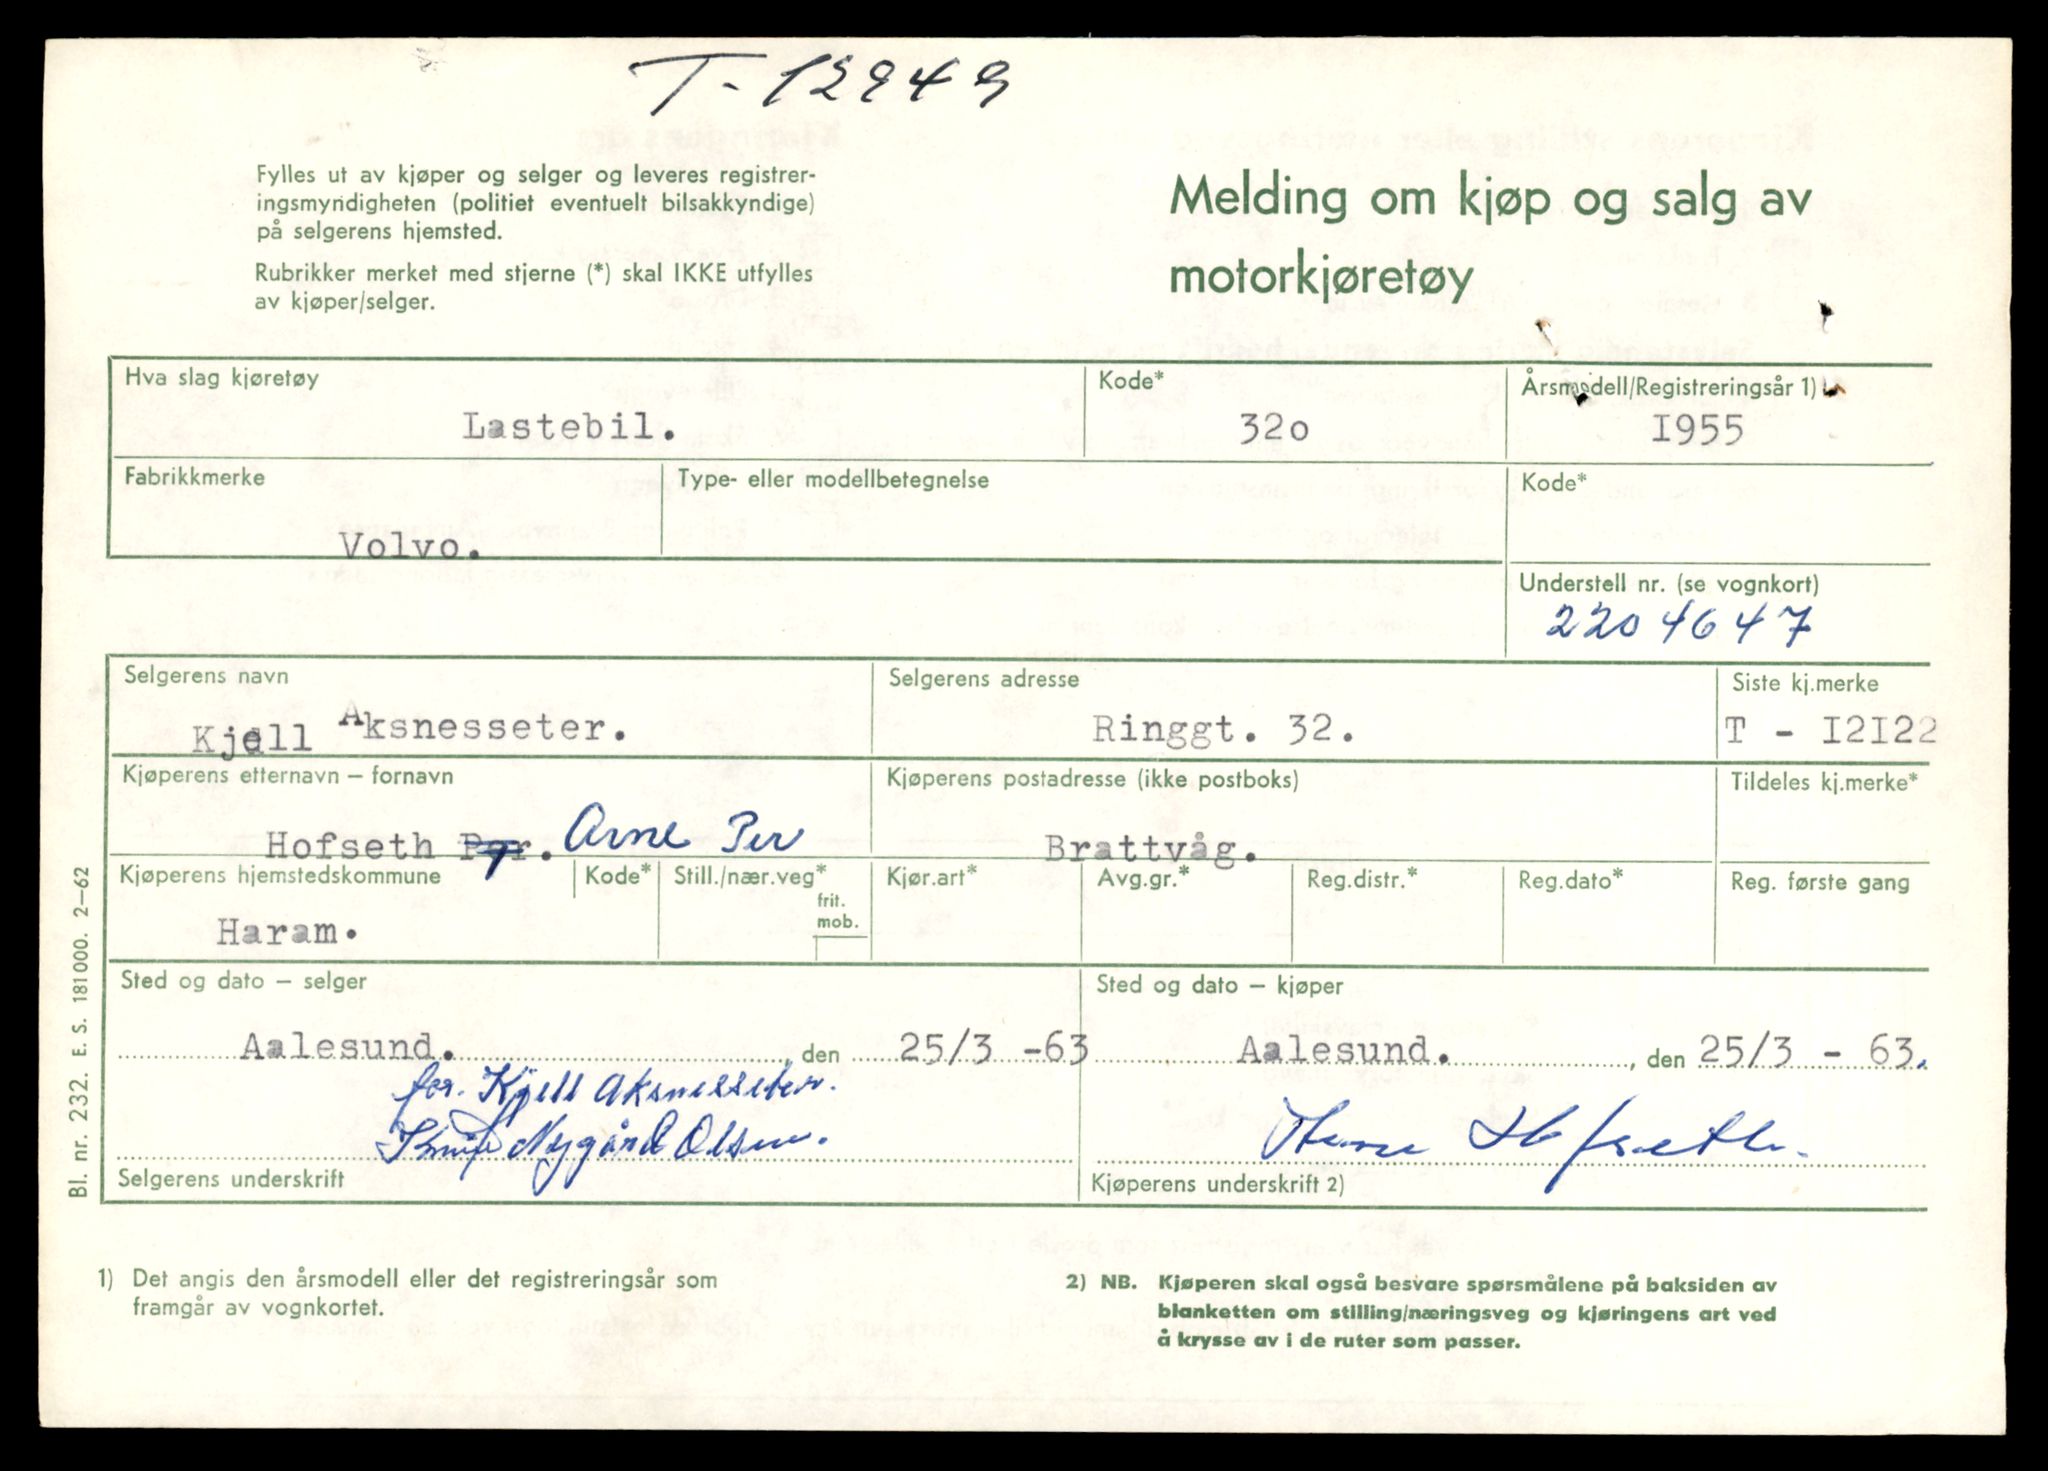 T-12949
Fylles ut av kjøper og selger og leveres registrer-
ingsmyndigheten (politiet eventuelt bilsakkyndige)
på selgerens hjemsted.
Rubrikker merket med stjerne (*) skal IKKE utfylles
av kjøper/selger.
Melding om kjøp og salg av
motorkjøretøy
Hva slag kjøretøy
Lastebil.
Kode*
32o
Årsmodell/Registreringsår 1)
I955
Fabrikkmerke
Volvo.
Type- eller modellbetegnelse
Kode*
Understell nr. (se vognkort)
2204647
Selgerens navn
Kjell Aksnesseter.
Selgerens adresse
Ringgt. 32.
Siste kj.merke
T - I2I22
Kjøperens etternavn – fornavn
Hofseth Arne Per
Kjøperens postadresse (ikke postboks)
Brattvåg.
Tildeles kj.merke*
Kjøperens hjemstedskommune
Haram.
Kode*
Still./nær.veg*
frit.
mob.
Kjør.art*
Avg.gr.*
Reg.distr.*
Reg.dato*
Reg. første gang
Sted og dato – selger
Aalesund. , den 25/3 -63
for. Kjell Aksnesseter.
Nygård Olsen.
Selgerens underskrift
Sted og dato – kjøper
Aalesund. , den 25/3 - 63.
Arne Hofseth.
Kjøperens underskrift 2)
Bl. nr. 232. E. S. 181000. 2–62
1) Det angis den årsmodell eller det registreringsår som
framgår av vognkortet.
2) NB. Kjøperen skal også besvare spørsmålene på baksiden av
blanketten om stilling/næringsveg og kjøringens art ved
å krysse av i de ruter som passer.